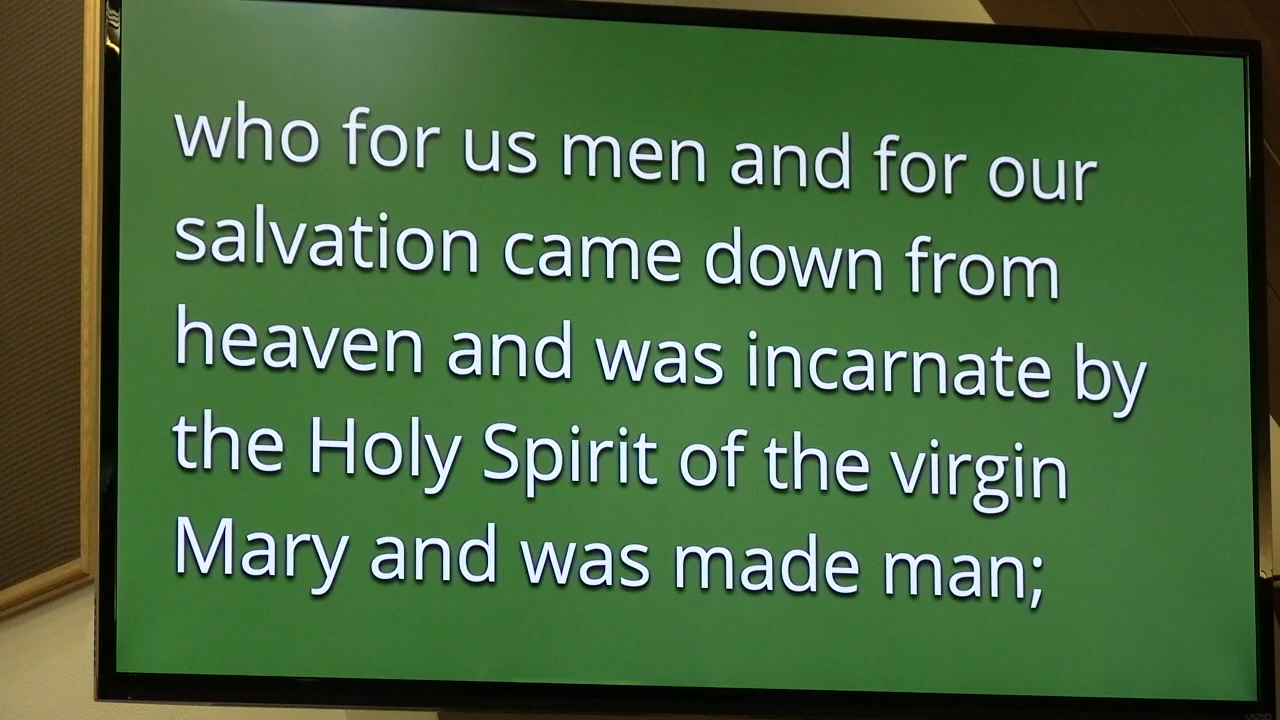 who for us men and for our
salvation came down from
heaven and was incarnate by
the Holy Spirit of the virgin
Mary and was made man;